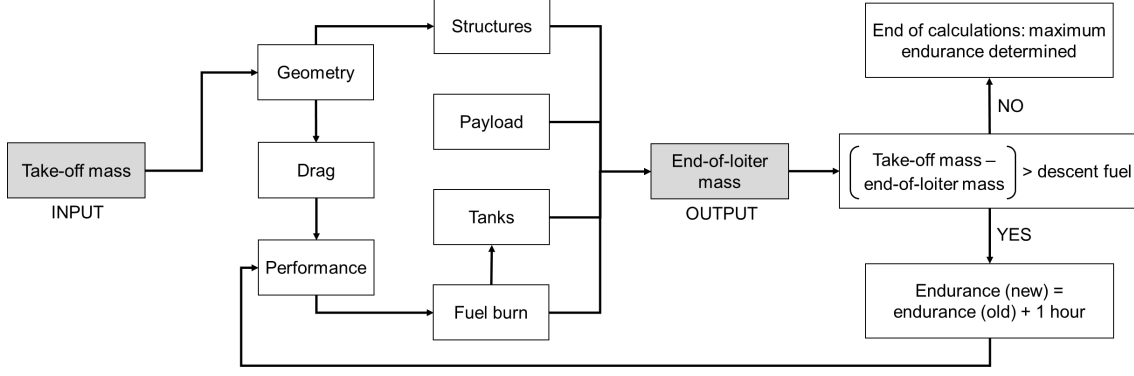 Structures
End of calculations: maximum
endurance determined
Geometry
NO
Payload
Take-off mass
INPUT
Drag
End-of-loiter
mass
OUTPUT
Take-off mass –
end-of-loiter mass
> descent fuel
Tanks
YES
Performance
Fuel burn
Endurance (new) =
endurance (old) + 1 hour